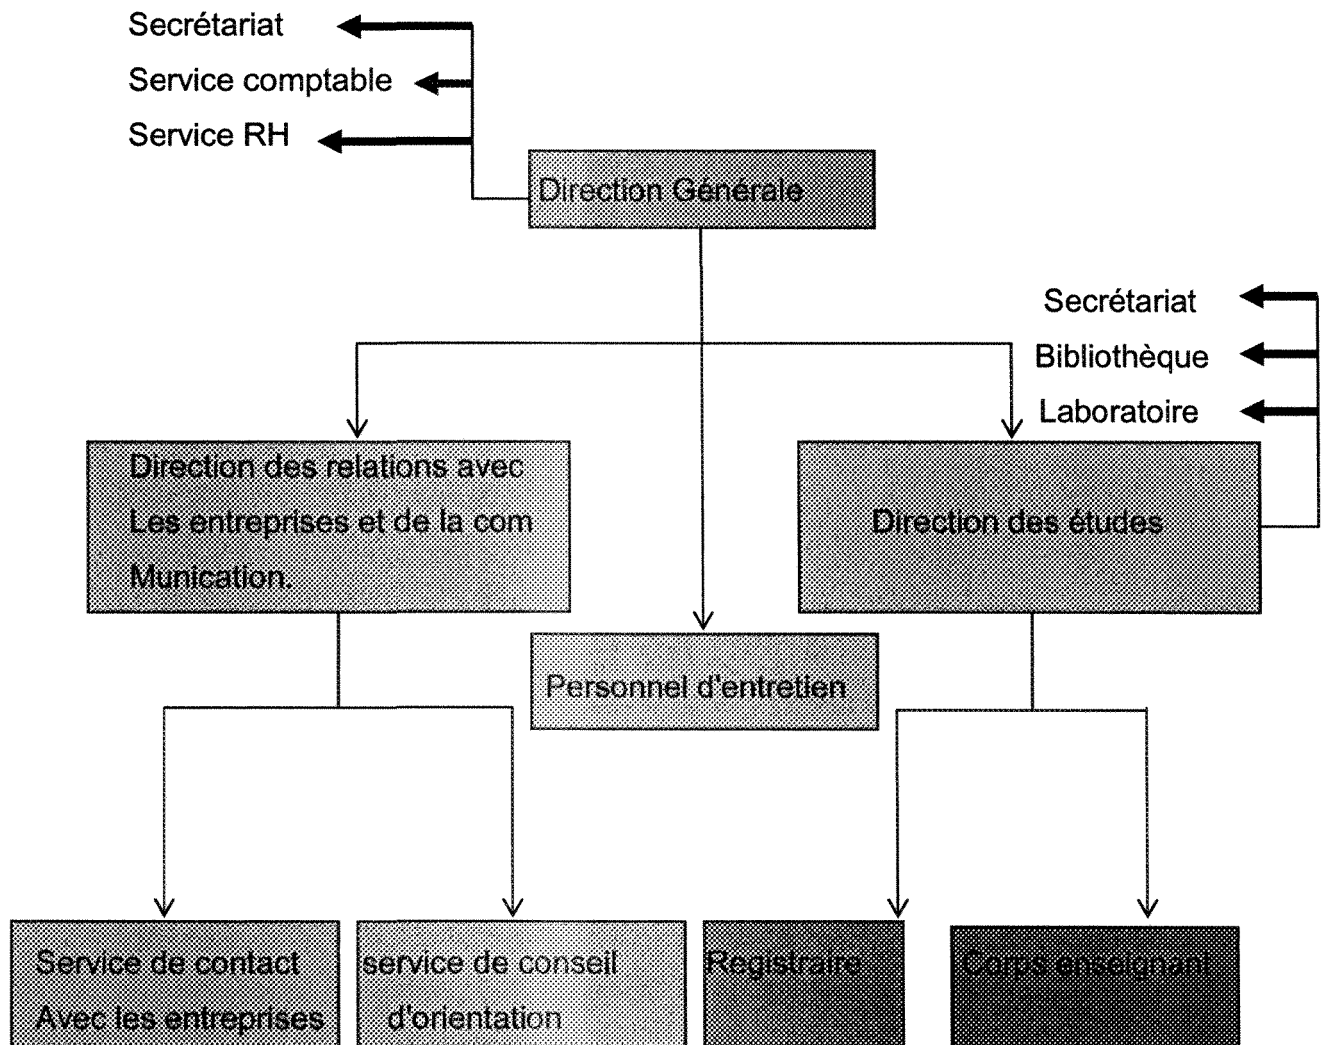 Secrétariat
Service comptable
Service RH
Direction Générale
Secrétariat
Bibliothèque
Laboratoire
Direction des relations avec
Les entreprises et de la com
Munication.
Direction des études
Personnel d'entretien
Service de contact
Avec les entreprises
service de conseil
d'orientation
Registraire
Corps enseignant